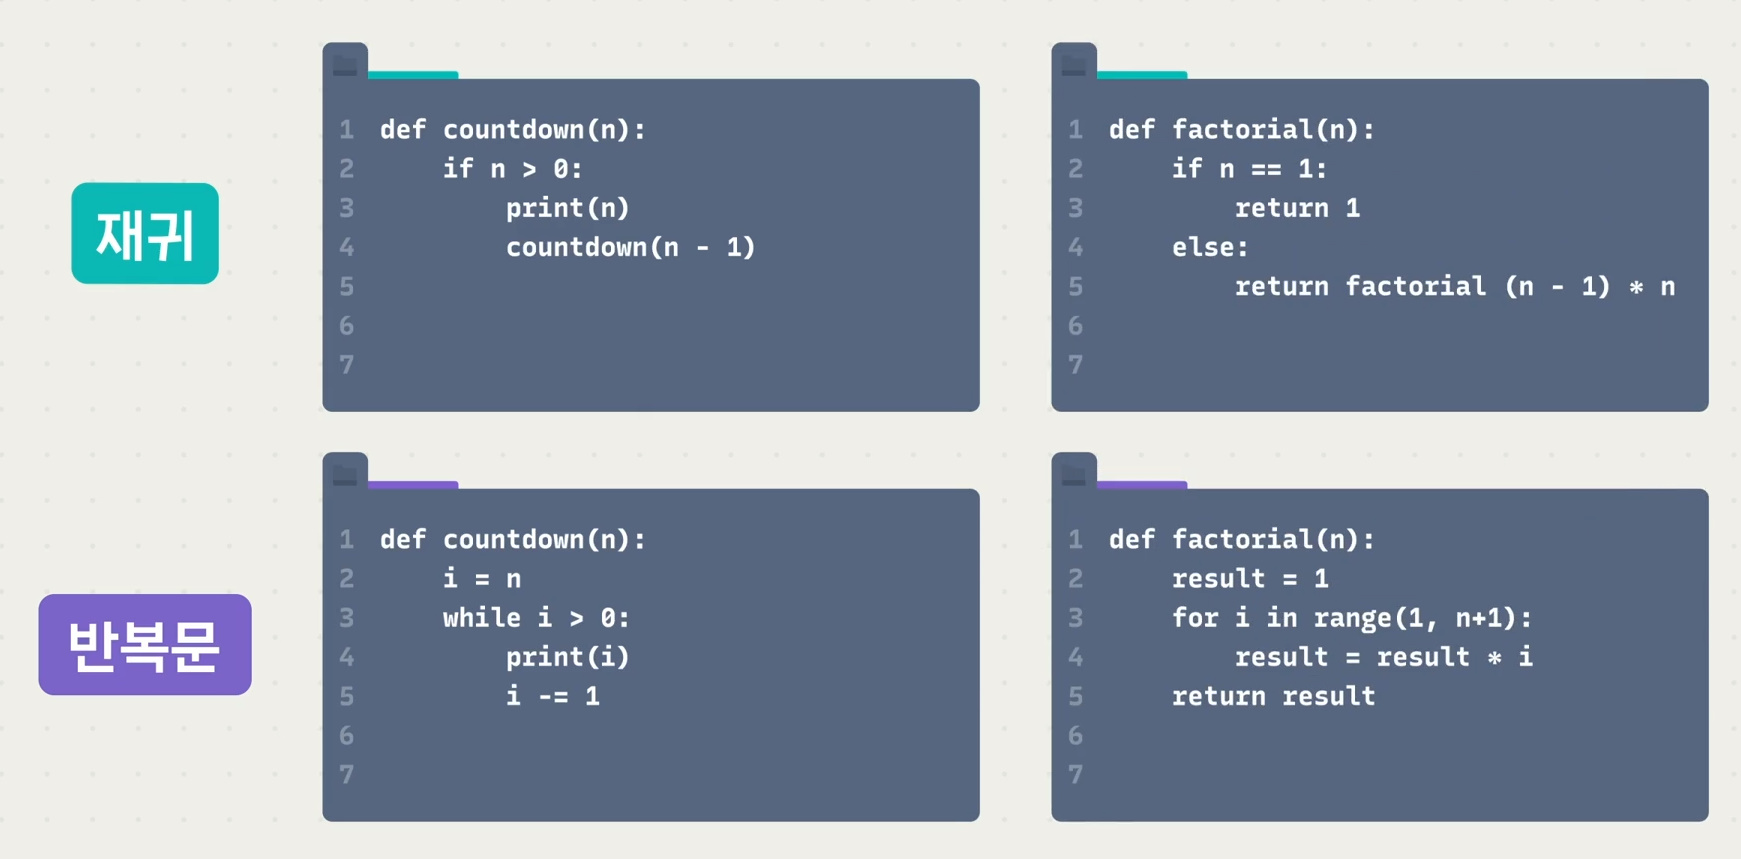 재귀
1 def countdown(n):
2     if n > 0:
3         print(n)
4         countdown(n - 1)
5
6
7
1 def factorial(n):
2     if n == 1:
3         return 1
4     else:
5         return factorial (n - 1) * n
6
7
반복문
1 def countdown(n):
2     i = n
3     while i > 0:
4         print(i)
5         i -= 1
6
7
1 def factorial(n):
2     result = 1
3     for i in range(1, n+1):
4         result = result * i
5     return result
6
7